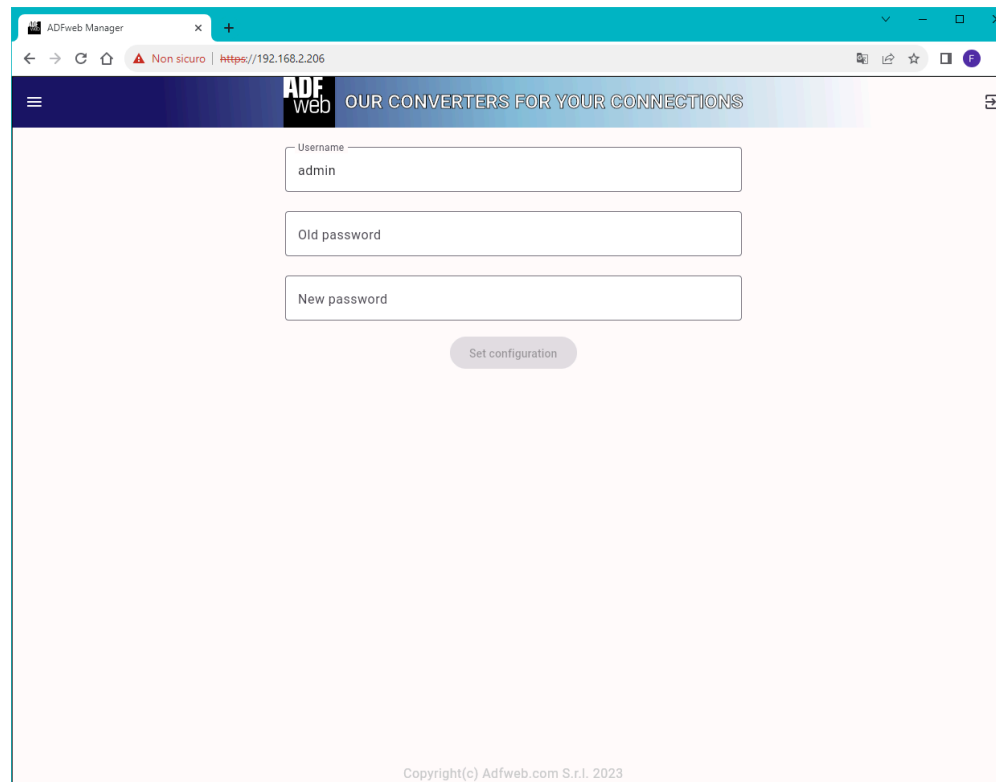 ADFweb Manager
Non sicuro | https://192.168.2.206
F
ADF
web
OUR CONVERTERS FOR YOUR CONNECTIONS
Username
admin
Old password
New password
Set configuration
Copyright(c) Adfweb.com S.r.l. 2023